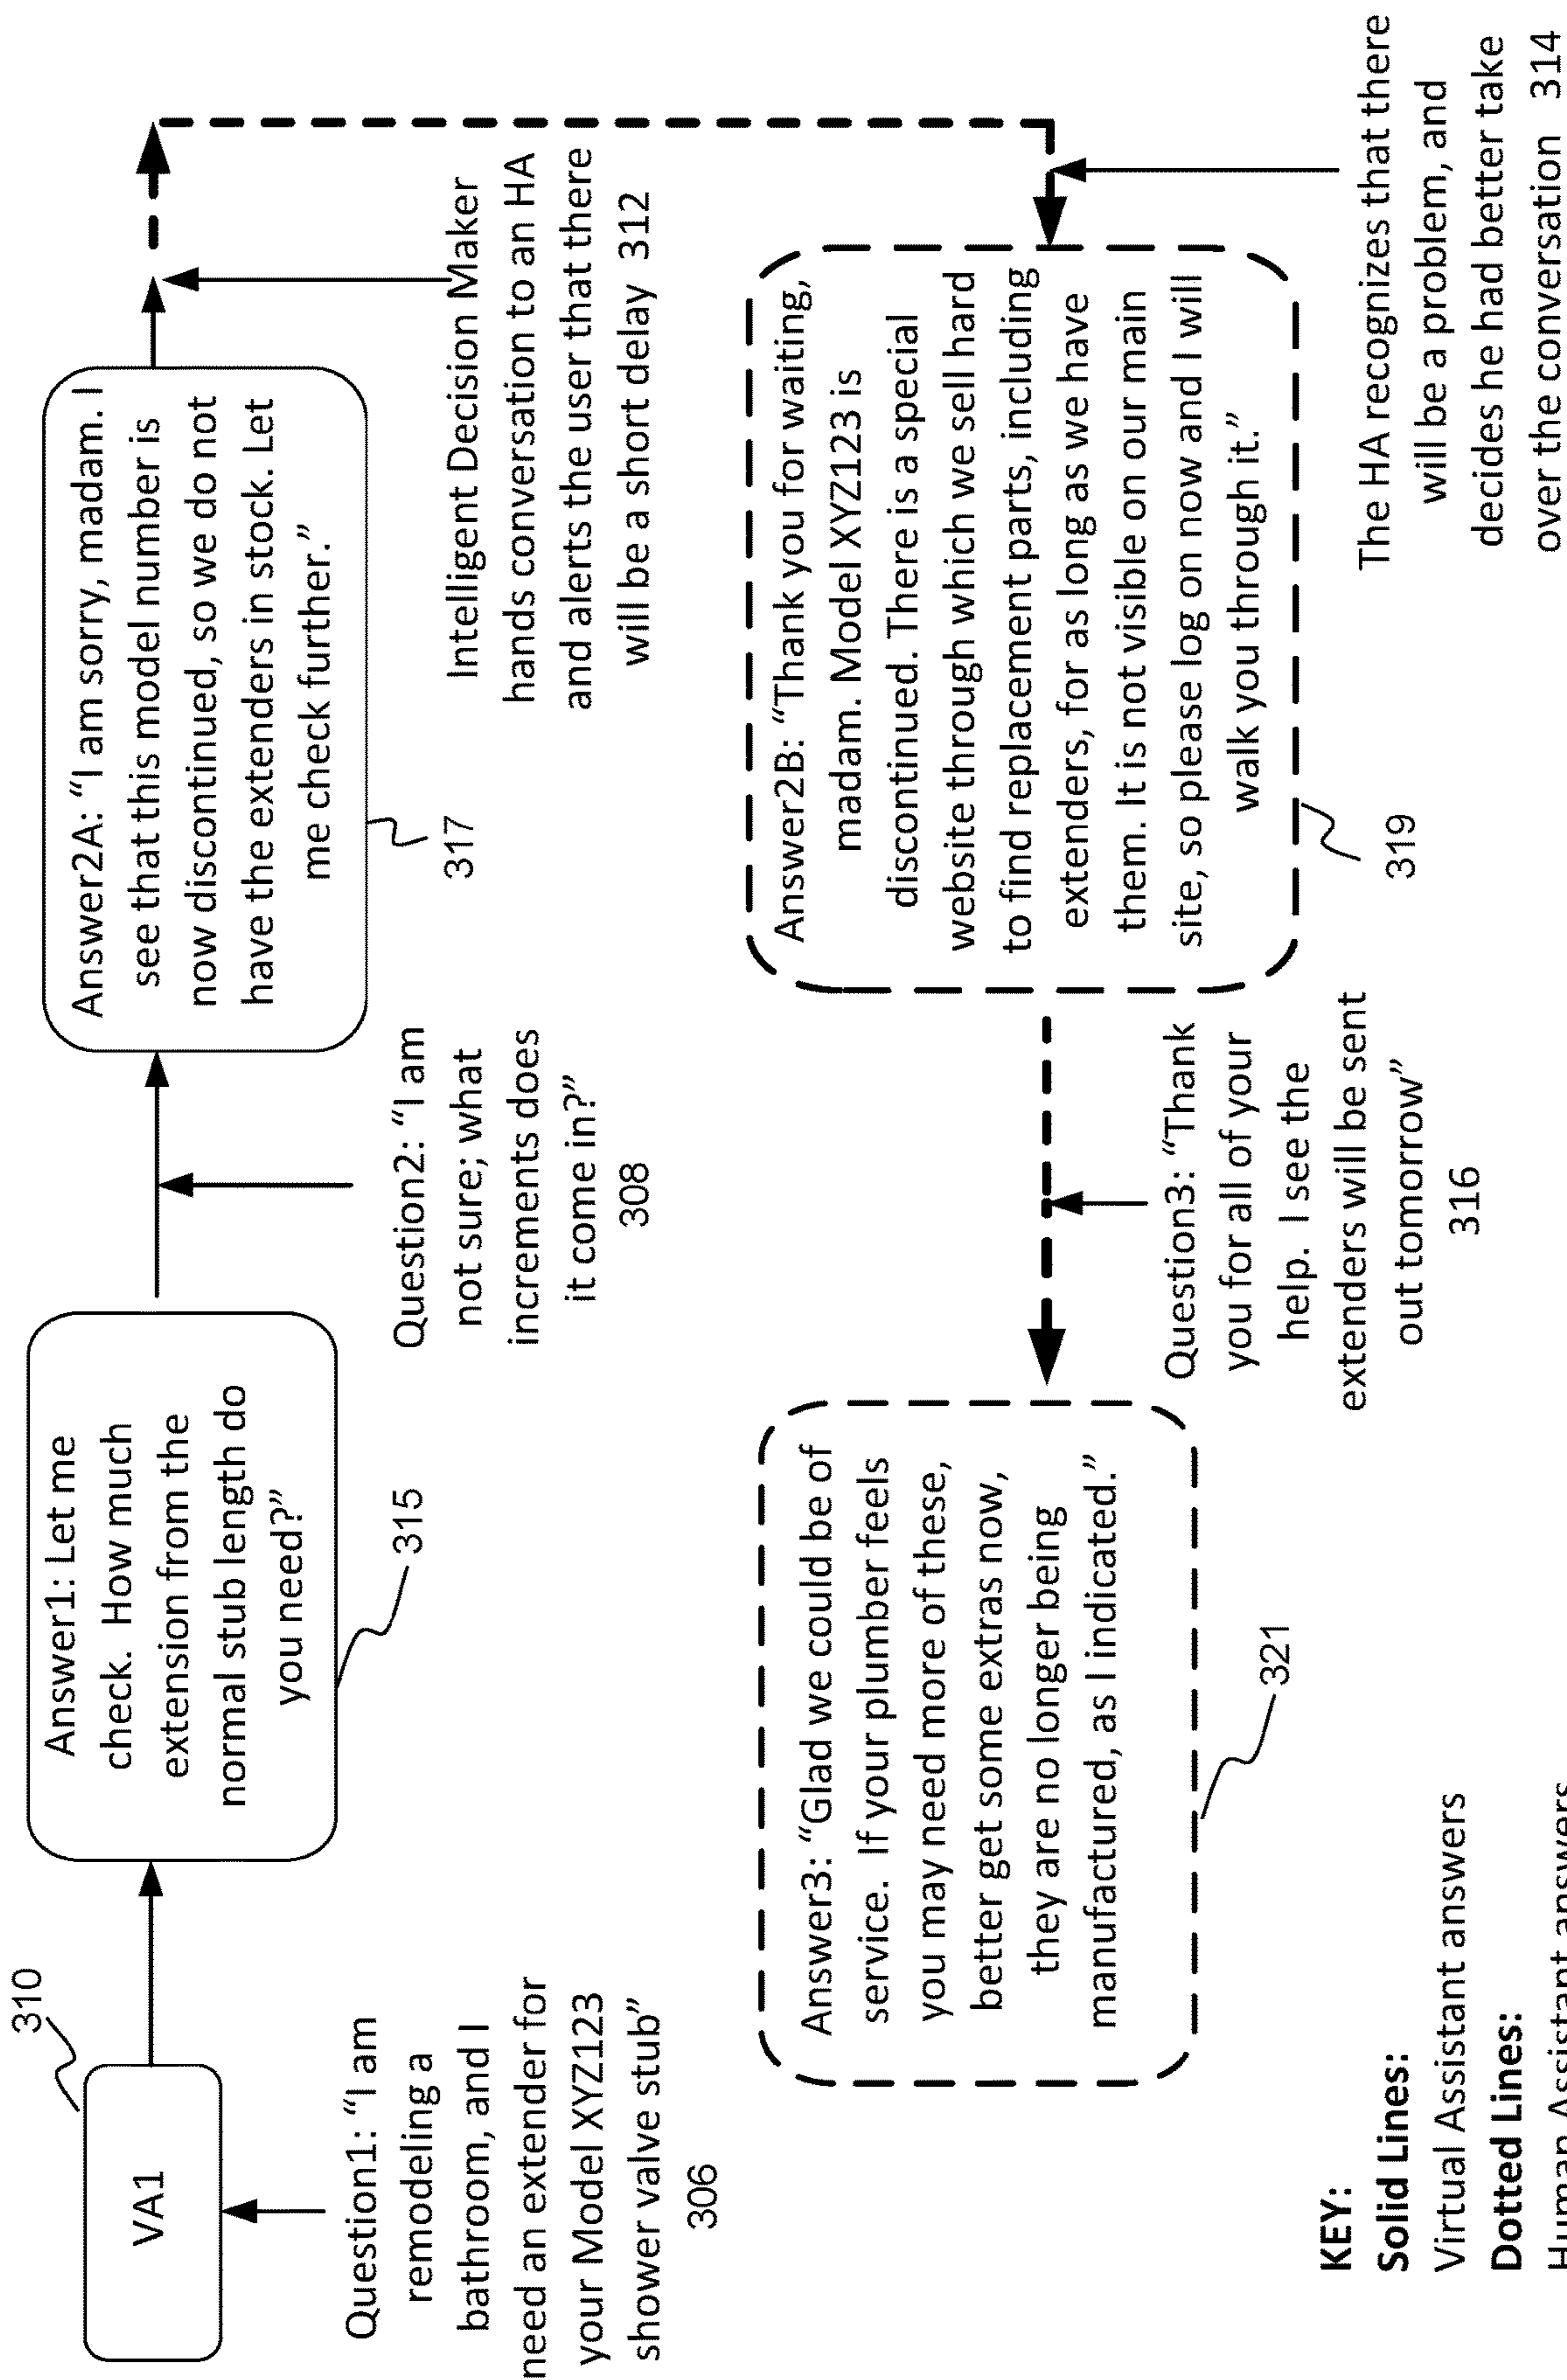 310
VA1
Question1: “I am
remodeling a
bathroom, and I
need an extender for
your Model XYZ123
shower valve stub”
306
Answer1: Let me
check. How much
extension from the
normal stub length do
you need?”
315
Question2: “I am
not sure; what
increments does
it come in?”
308
Answer2A: “I am sorry, madam. I
see that this model number is
now discontinued, so we do not
have the extenders in stock. Let
me check further.”
317
Intelligent Decision Maker
hands conversation to an HA
and alerts the user that there
will be a short delay 312
Answer2B: “Thank you for waiting,
madam. Model XYZ123 is
discontinued. There is a special
website through which we sell hard
to find replacement parts, including
extenders, for as long as we have
them. It is not visible on our main
site, so please log on now and I will
walk you through it.”
319
The HA recognizes that there
will be a problem, and
decides he had better take
over the conversation 314
Question3: “Thank
you for all of your
help. I see the
extenders will be sent
out tomorrow”
316
Answer3: “Glad we could be of
service. If your plumber feels
you may need more of these,
better get some extras now,
they are no longer being
manufactured, as I indicated.”
321
KEY:
Solid Lines:
Virtual Assistant answers
Dotted Lines:
Human Assistant answers